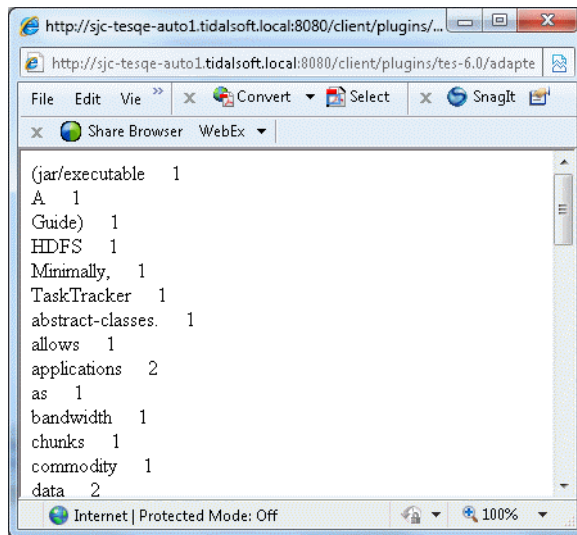 http://sjc-tesqe-auto1.tidalsoft.local:8080/client/plugins/...
http://sjc-tesqe-auto1.tidalsoft.local:8080/client/plugins/tes-6.0/adapte
File Edit Vie » x Convert Select x SnagIt
x Share Browser WebEx
(jar/executable 1
A 1
Guide) 1
HDFS 1
Minimally, 1
TaskTracker 1
abstract-classes. 1
allows 1
applications 2
as 1
bandwidth 1
chunks 1
commodity 1
data 2
Internet | Protected Mode: Off 100%